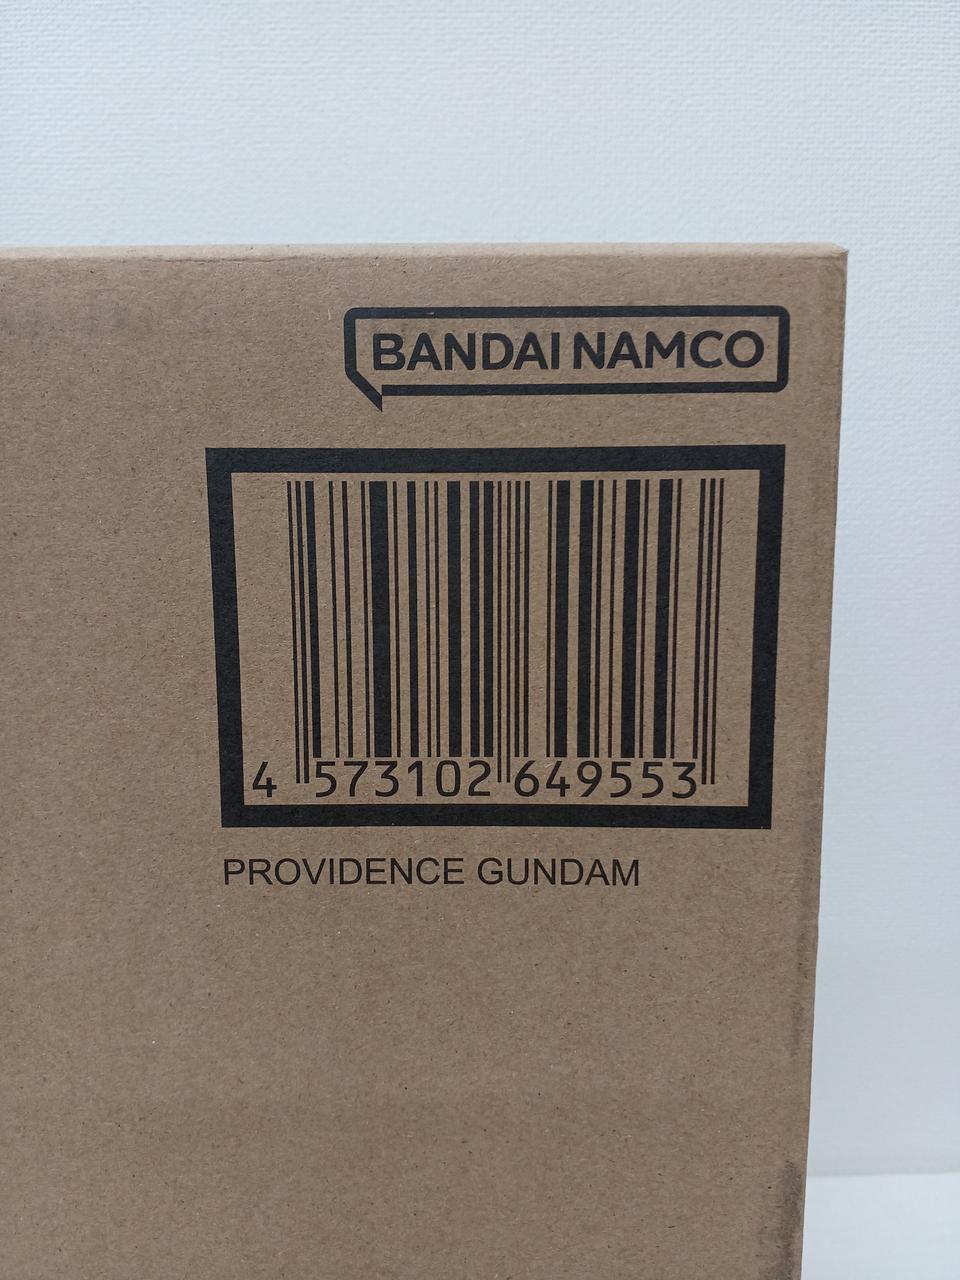 BANDAI NAMCO
4 573102 649553
PROVIDENCE GUNDAM